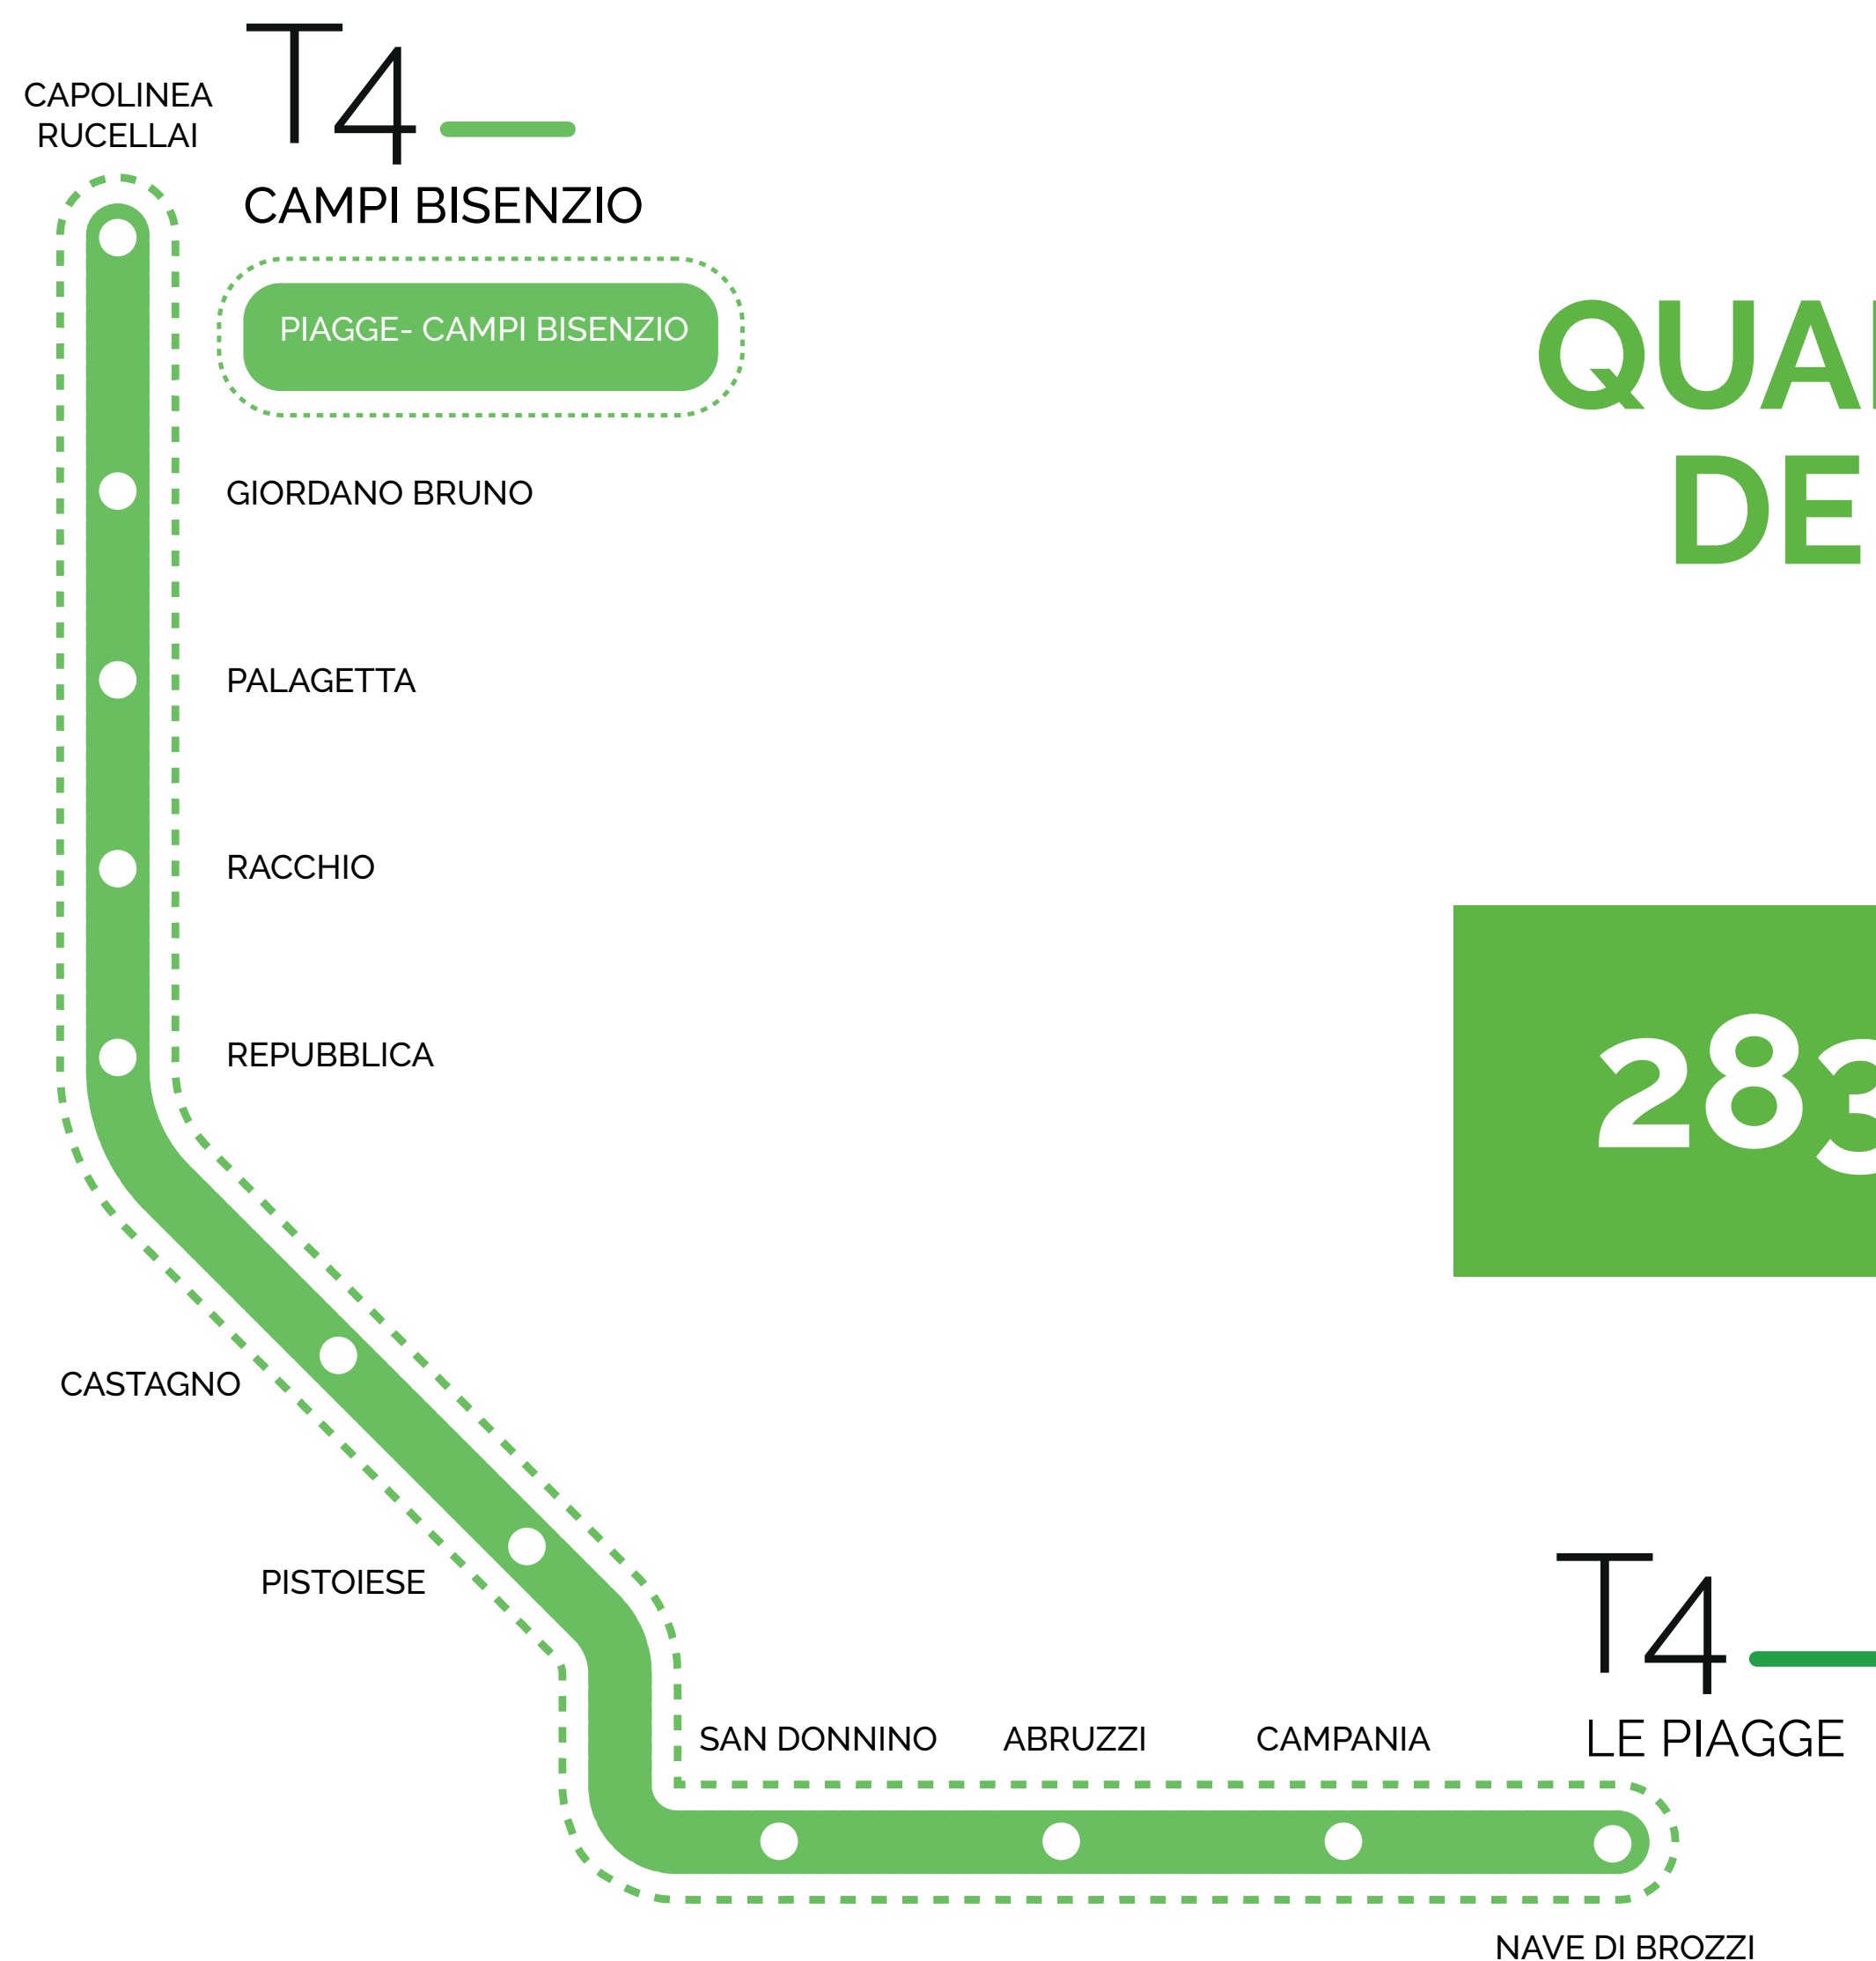 T4
CAPOLINEA
RUCELLAI
CAMPI BISENZIO
PIAGGE- CAMPI BISENZIO
GIORDANO BRUNO
DE
PALAGETTA
RACCHIO
283
REPUBBLICA
CASTAGNO
PISTOIESE
T4
SAN DONNINO
ABRUZZI
CAMPANIA
LE PIAGGE
NAVE DI BROZZI